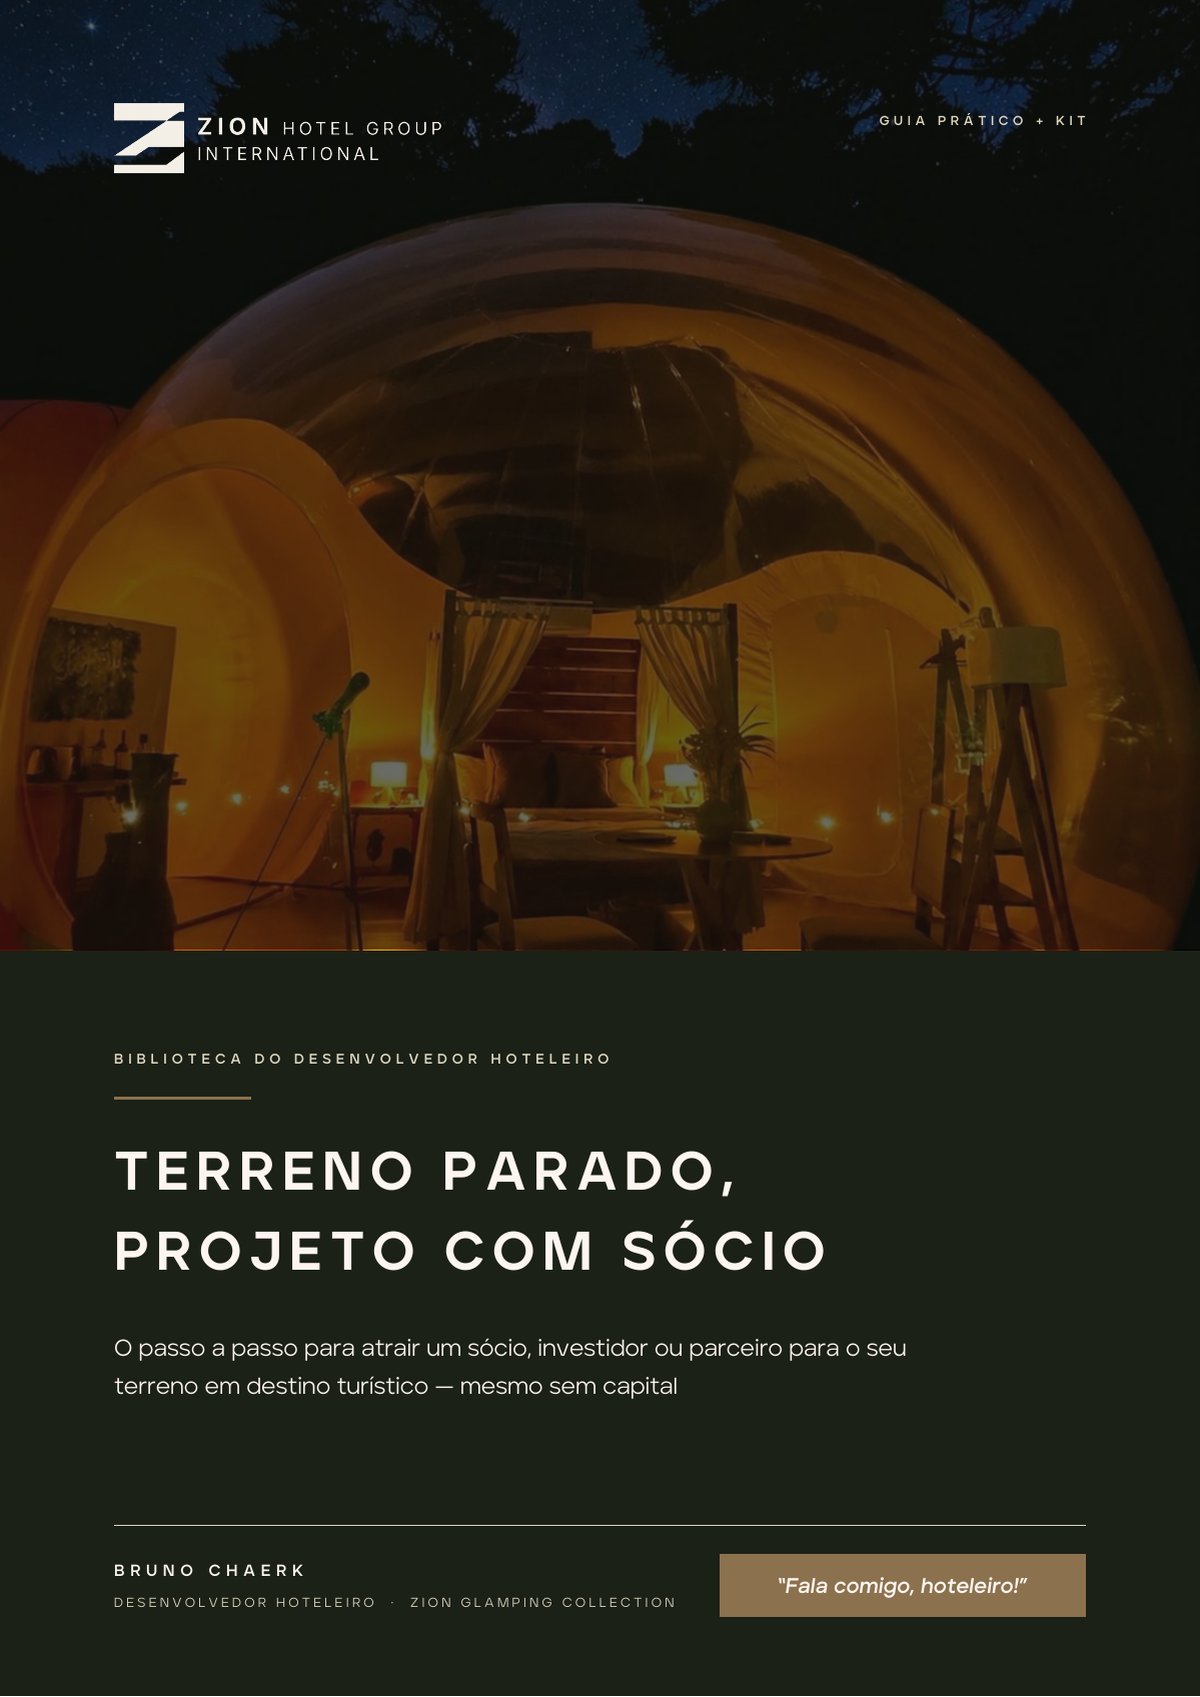 ZION HOTEL GROUP
INTERNATIONAL
GUIA PRÁTICO + KIT
BIBLIOTECA DO DESENVOLVEDOR HOTELEIRO
TERRENO PARADO,
PROJETO COM SÓCIO
O passo a passo para atrair um sócio, investidor ou parceiro para o seu
terreno em destino turístico — mesmo sem capital
BRUNO CHAERK
DESENVOLVEDOR HOTELEIRO · ZION GLAMPING COLLECTION
“Fala comigo, hoteleiro!”